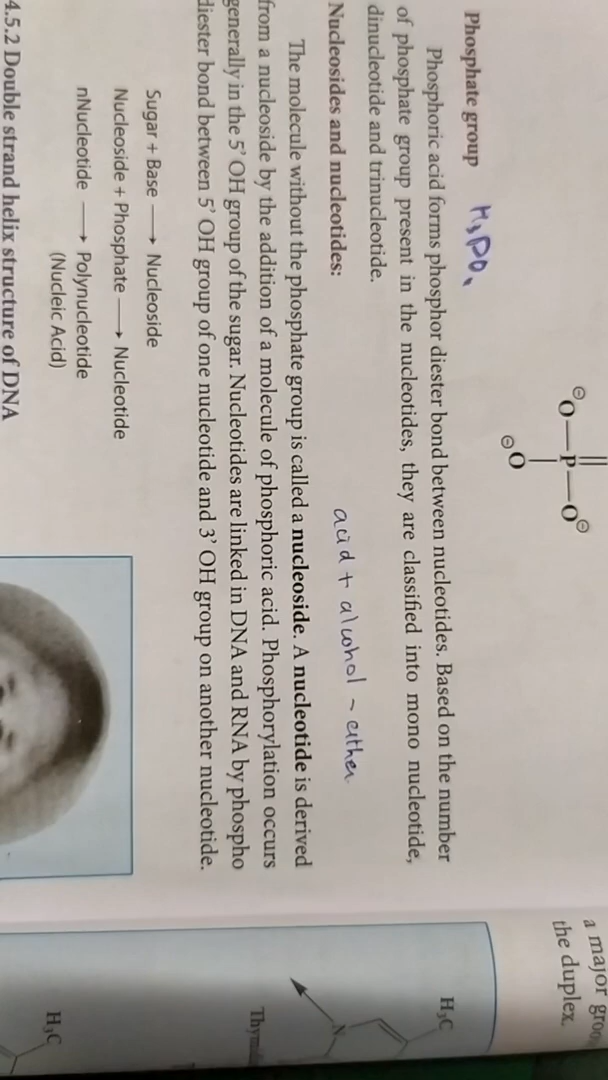 O
O—P—O
Phosphate group H₃PO₄
Phosphoric acid forms phosphor diester bond between nucleotides. Based on the number
of phosphate group present in the nucleotides, they are classified into mono nucleotide,
dinucleotide and trinucleotide.
acid + alcohol - ether
Nucleosides and nucleotides:
The molecule without the phosphate group is called a nucleoside. A nucleotide is derived
from a nucleoside by the addition of a molecule of phosphoric acid. Phosphorylation occurs
generally in the 5' OH group of the sugar. Nucleotides are linked in DNA and RNA by phospho
diester bond between 5' OH group of one nucleotide and 3' OH group on another nucleotide.
Sugar + Base ⟶ Nucleoside
Nucleoside + Phosphate ⟶ Nucleotide
nNucleotide ⟶ Polynucleotide
(Nucleic Acid)
4.5.2 Double strand helix structure of DNA
a major
the duplex.
H₃C
N
H₃C